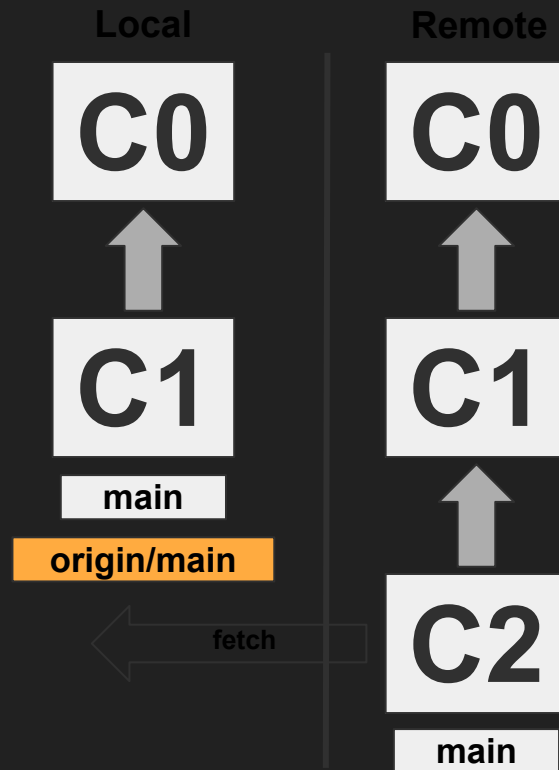 Local
C0
C1
main
origin/main
fetch
Remote
C0
C1
C2
main